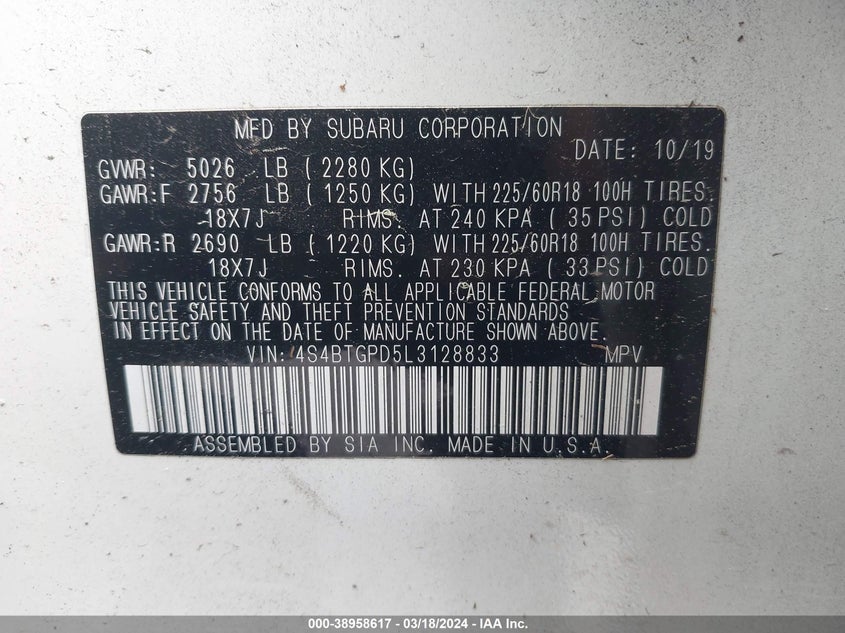 MFD BY SUBARU CORPORATION
DATE: 10/19
GVWR: 5026 LB ( 2280 KG)
GAWR:F 2756 LB ( 1250 KG) WITH 225/60R18 100H TIRES.
18X7J RIMS. AT 240 KPA ( 35 PSI) COLD
GAWR:R 2690 LB ( 1220 KG) WITH 225/60R18 100H TIRES.
18X7J RIMS. AT 230 KPA ( 33 PSI) COLD
THIS VEHICLE CONFORMS TO ALL APPLICABLE FEDERAL MOTOR
VEHICLE SAFETY AND THEFT PREVENTION STANDARDS
IN EFFECT ON THE DATE OF MANUFACTURE SHOWN ABOVE.
VIN: 4S4BTGPD5L3128833 MPV
ASSEMBLED BY SIA INC. MADE IN U.S.A.
000-38958617 - 03/18/2024 - IAA Inc.